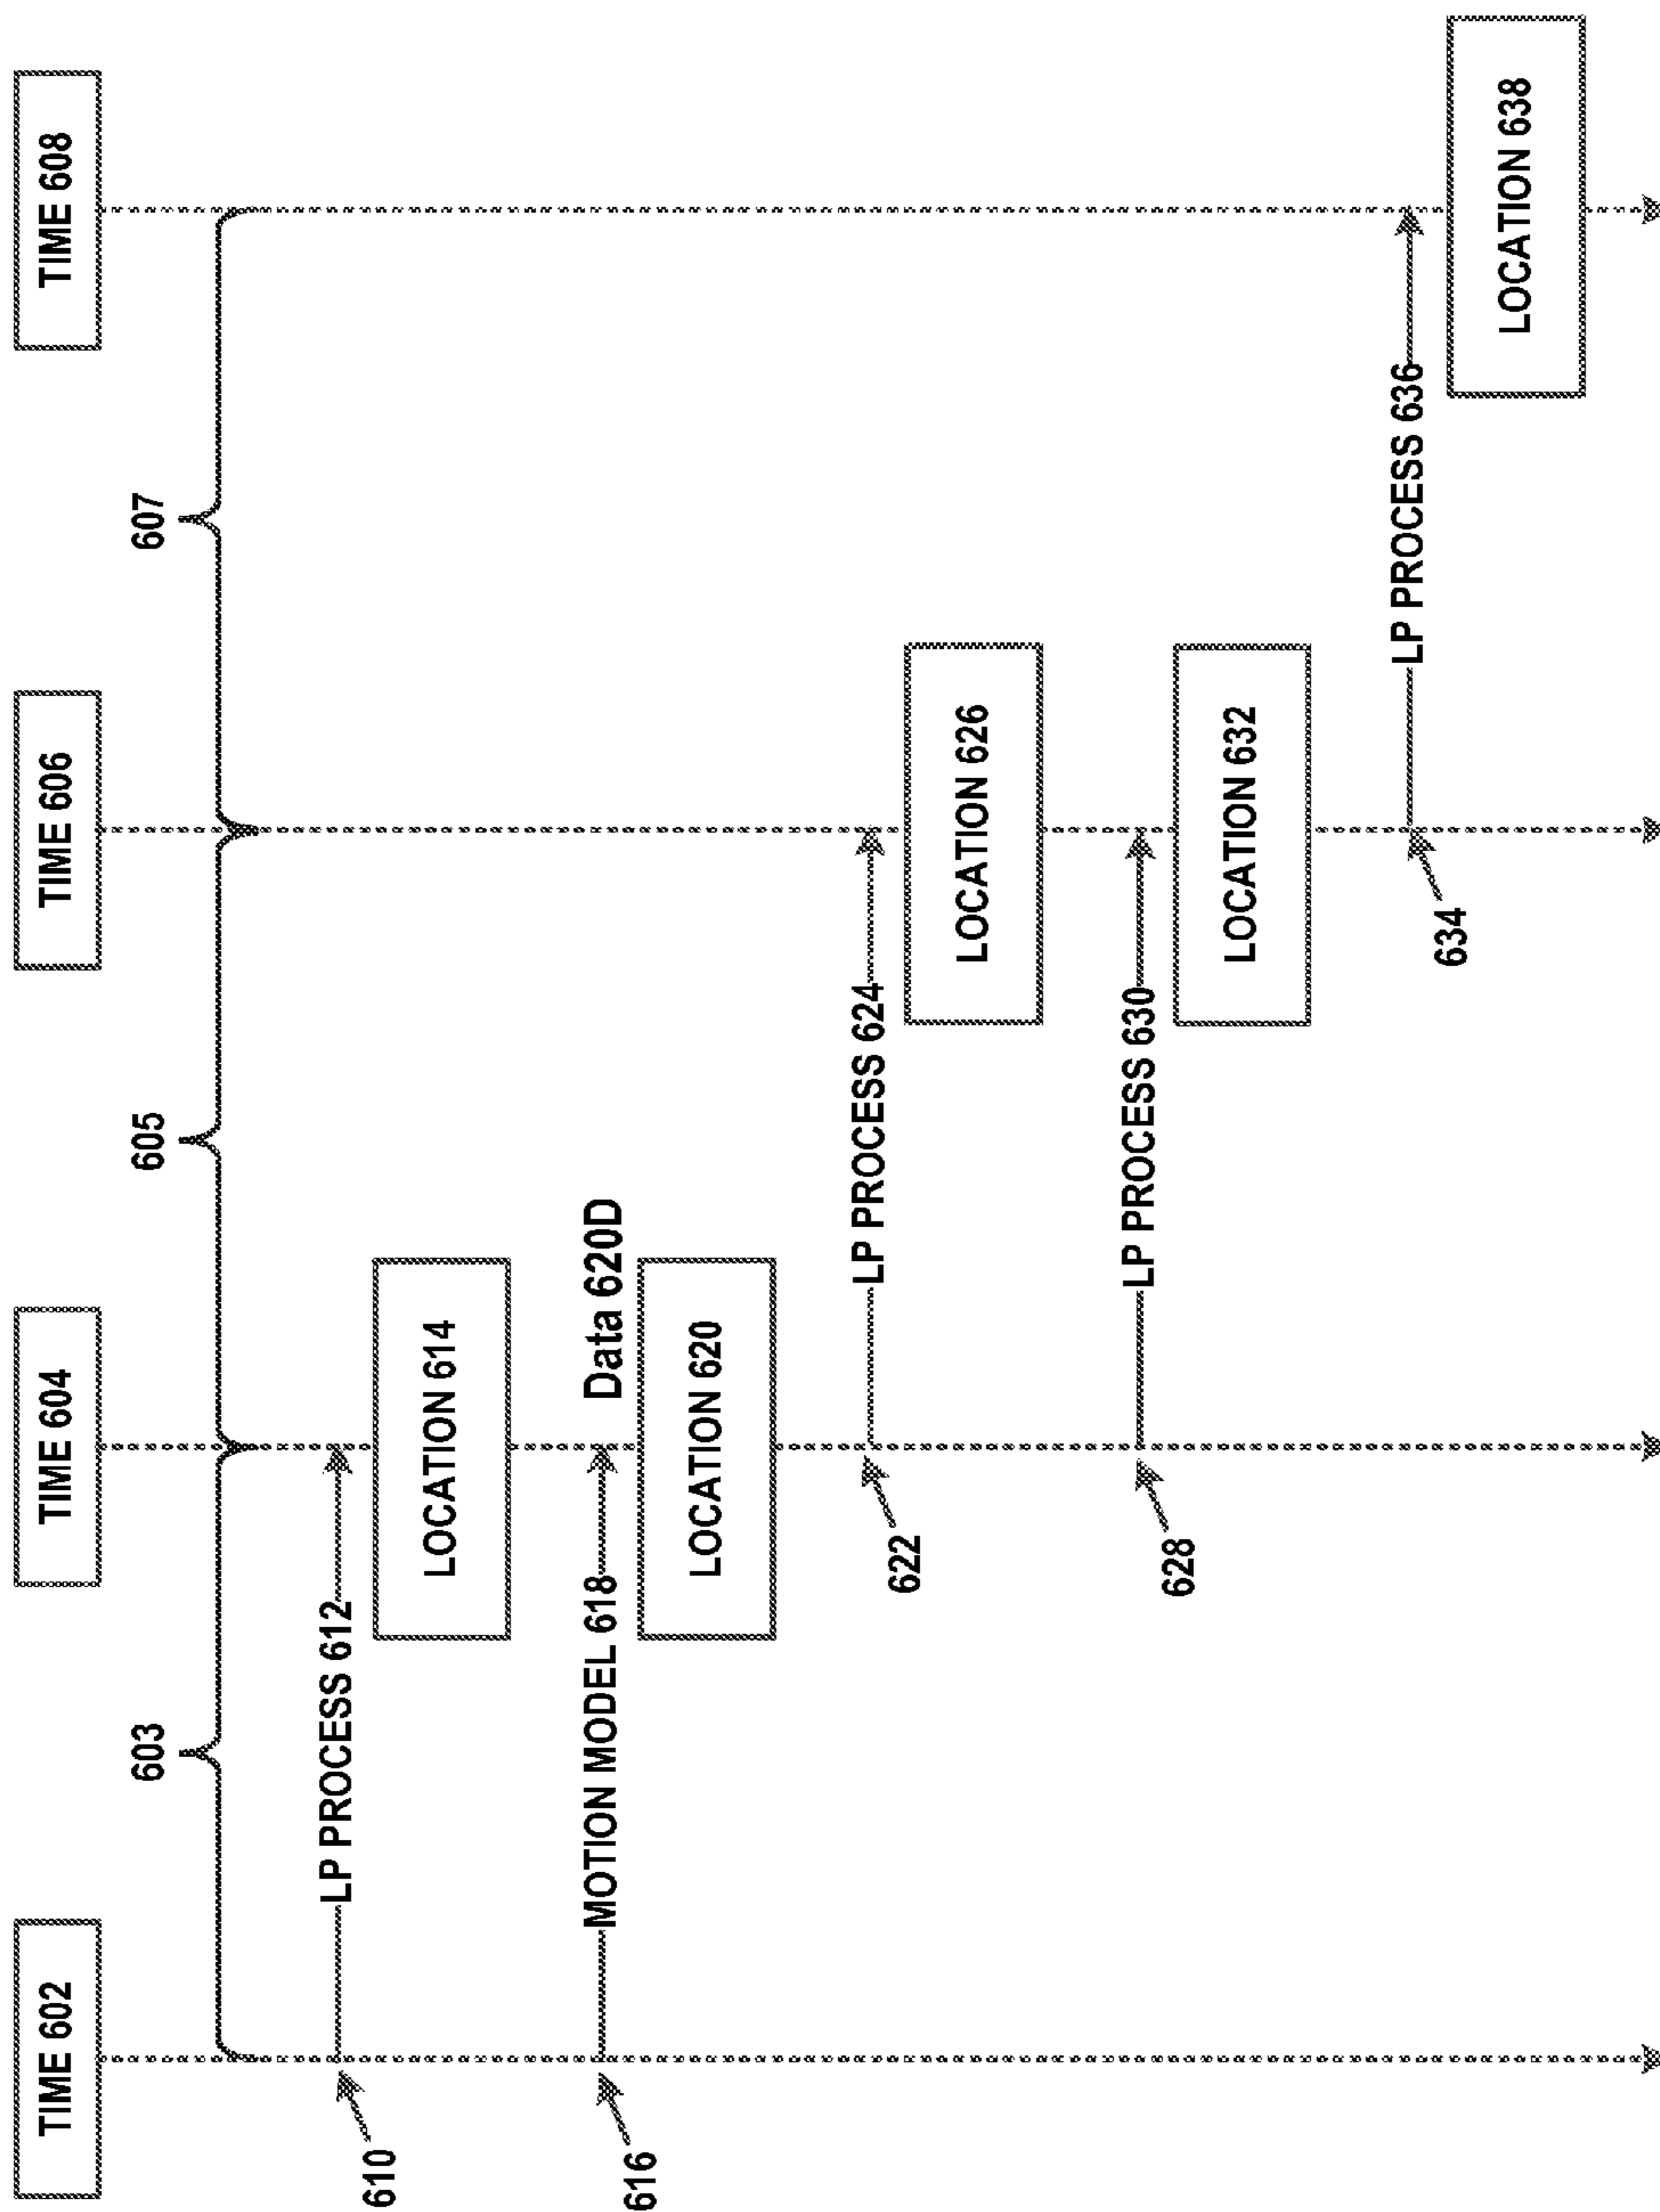 TIME 602
TIME 604
TIME 606
TIME 608
603
605
607
610
LP PROCESS 612
LOCATION 614
616
MOTION MODEL 618
Data 620D
LOCATION 620
622
LP PROCESS 624
LOCATION 626
628
LP PROCESS 630
LOCATION 632
634
LP PROCESS 636
LOCATION 638